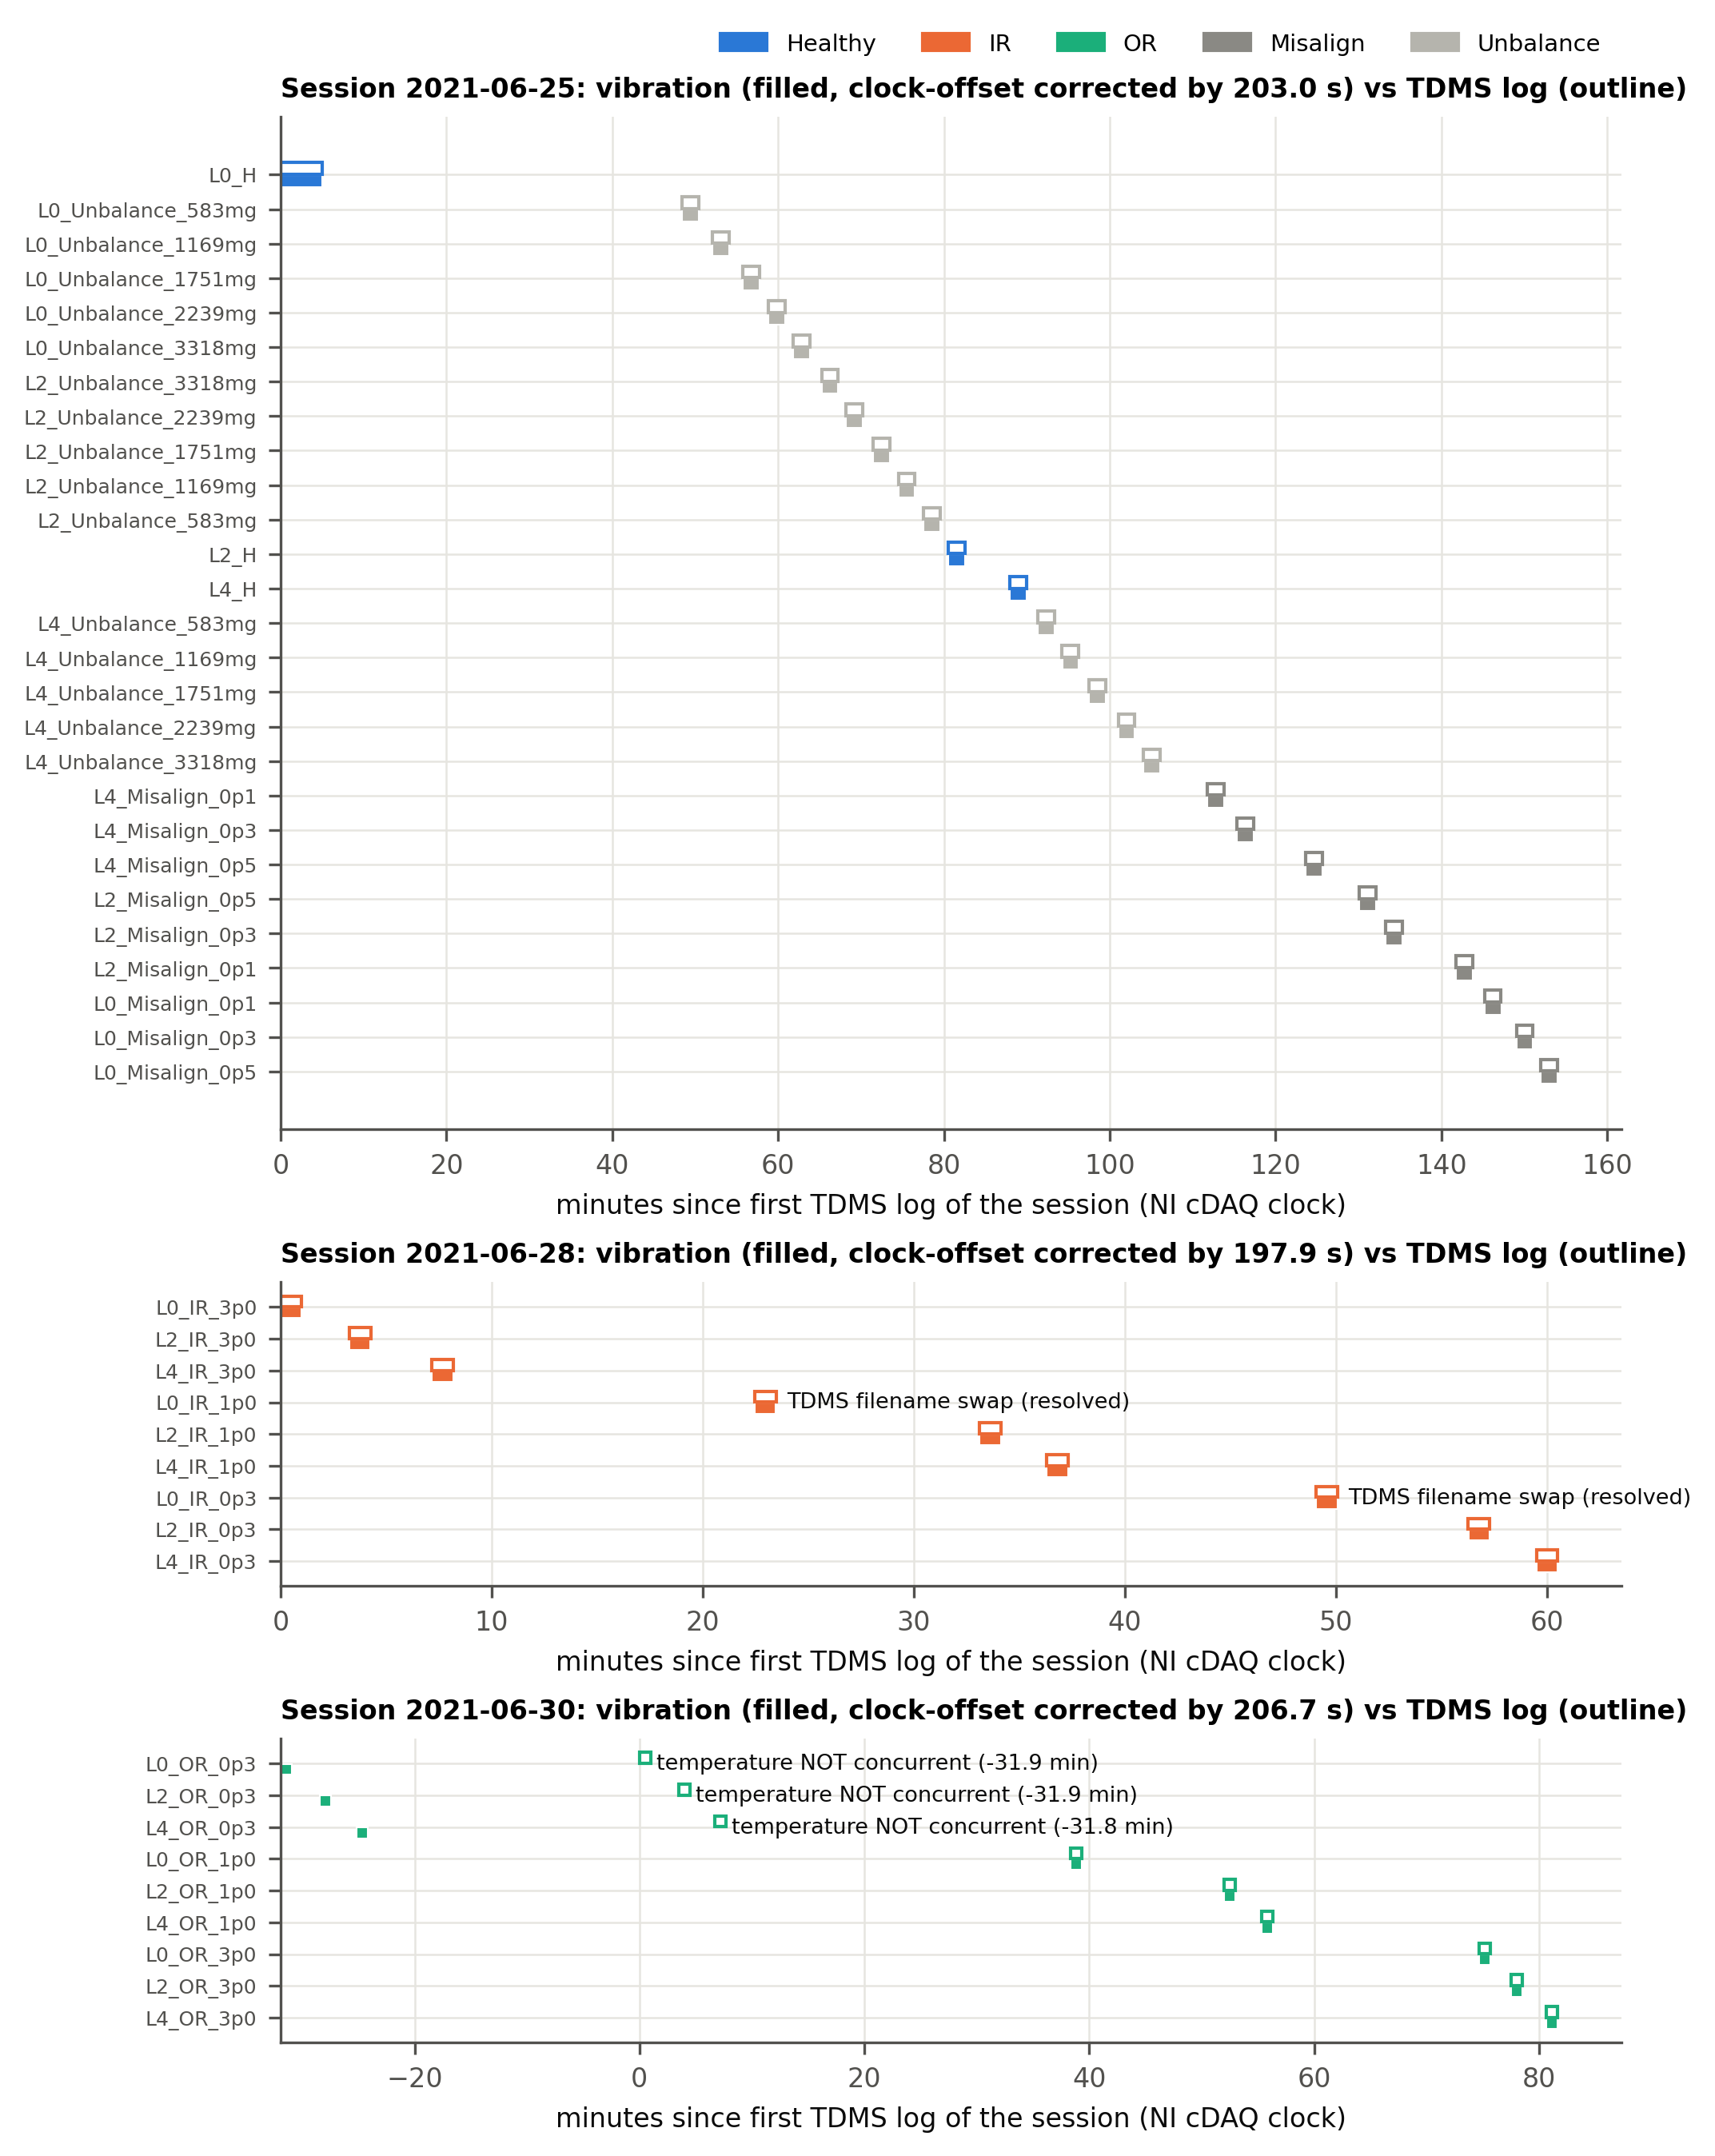 Healthy IR OR Misalign Unbalance
Session 2021-06-25: vibration (filled, clock-offset corrected by 203.0 s) vs TDMS log (outline)
L0_H
L0_Unbalance_583mg
L0_Unbalance_1169mg
L0_Unbalance_1751mg
L0_Unbalance_2239mg
L0_Unbalance_3318mg
L2_Unbalance_3318mg
L2_Unbalance_2239mg
L2_Unbalance_1751mg
L2_Unbalance_1169mg
L2_Unbalance_583mg
L2_H
L4_H
L4_Unbalance_583mg
L4_Unbalance_1169mg
L4_Unbalance_1751mg
L4_Unbalance_2239mg
L4_Unbalance_3318mg
L4_Misalign_0p1
L4_Misalign_0p3
L4_Misalign_0p5
L2_Misalign_0p5
L2_Misalign_0p3
L2_Misalign_0p1
L0_Misalign_0p1
L0_Misalign_0p3
L0_Misalign_0p5
0 20 40 60 80 100 120 140 160
minutes since first TDMS log of the session (NI cDAQ clock)
Session 2021-06-28: vibration (filled, clock-offset corrected by 197.9 s) vs TDMS log (outline)
L0_IR_3p0
L2_IR_3p0
L4_IR_3p0
L0_IR_1p0 TDMS filename swap (resolved)
L2_IR_1p0
L4_IR_1p0
L0_IR_0p3 TDMS filename swap (resolved)
L2_IR_0p3
L4_IR_0p3
0 10 20 30 40 50 60
minutes since first TDMS log of the session (NI cDAQ clock)
Session 2021-06-30: vibration (filled, clock-offset corrected by 206.7 s) vs TDMS log (outline)
L0_OR_0p3 temperature NOT concurrent (-31.9 min)
L2_OR_0p3 temperature NOT concurrent (-31.9 min)
L4_OR_0p3 temperature NOT concurrent (-31.8 min)
L0_OR_1p0
L2_OR_1p0
L4_OR_1p0
L0_OR_3p0
L2_OR_3p0
L4_OR_3p0
−20 0 20 40 60 80
minutes since first TDMS log of the session (NI cDAQ clock)